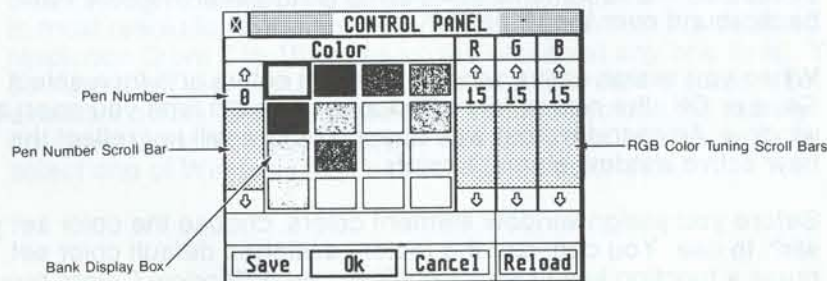 CONTROL PANEL
Color R G B
Pen Number
0 15 15 15
Pen Number Scroll Bar
RGB Color Tuning Scroll Bars
Bank Display Box
Save Ok Cancel Reload